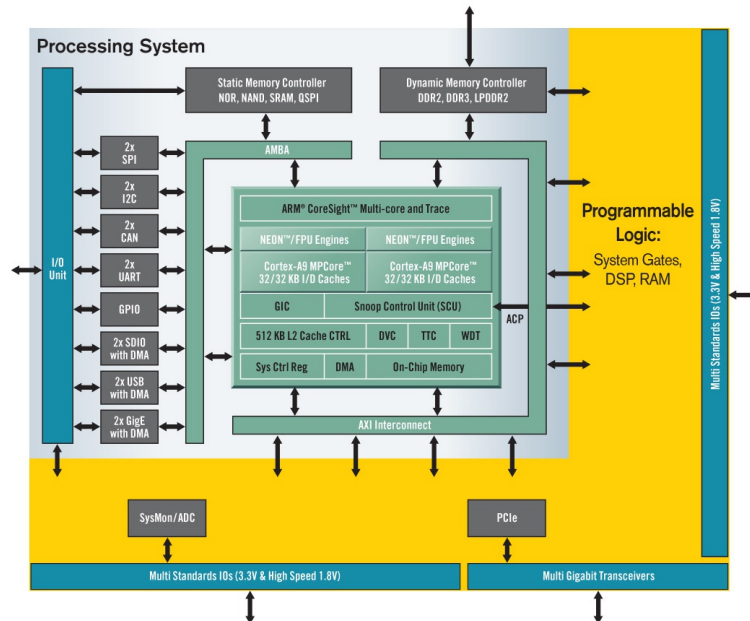 Processing System
Static Memory Controller
NOR, NAND, SRAM, QSPI
Dynamic Memory Controller
DDR2, DDR3, LPDDR2
AMBA
2x
SPI
2x
I2C
2x
CAN
2x
UART
GPIO
2x SDIO
with DMA
2x USB
with DMA
2x GigE
with DMA
I/O
Unit
ARM® CoreSight™ Multi-core and Trace
NEON™/FPU Engines
NEON™/FPU Engines
Cortex-A9 MPCore™
32/32 KB I/D Caches
Cortex-A9 MPCore™
32/32 KB I/D Caches
GIC
Snoop Control Unit (SCU)
512 KB L2 Cache CTRL
DVC
TTC
WDT
Sys Ctrl Reg
DMA
On-Chip Memory
ACP
AXI Interconnect
Programmable
Logic:
System Gates,
DSP, RAM
Multi Standards IOs (3.3V & High Speed 1.8V)
SysMon/ADC
PCIe
Multi Standards IOs (3.3V & High Speed 1.8V)
Multi Gigabit Transceivers